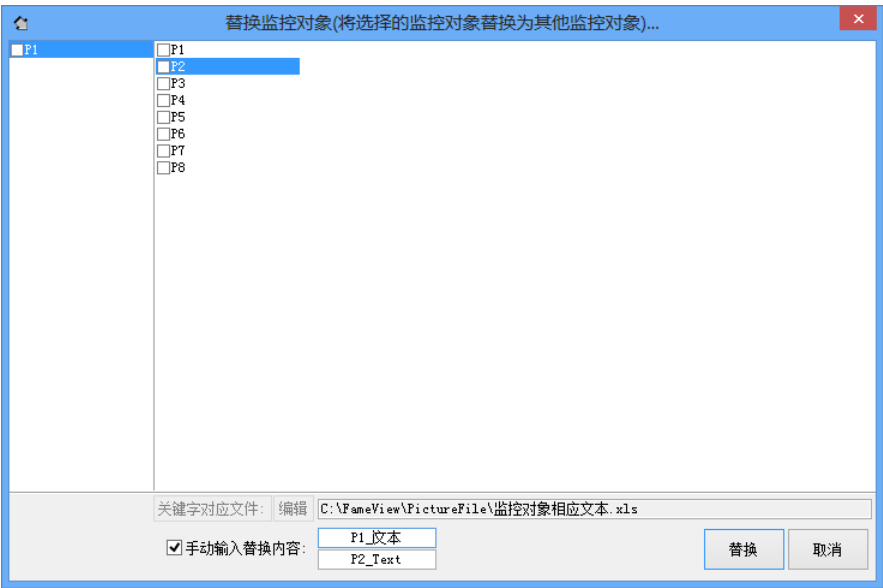 替换监控对象(将选择的监控对象替换为其他监控对象)...
P1
P1
P2
P3
P4
P5
P6
P7
P8
关键字对应文件: 编辑 C:\FameView\PictureFile\监控对象相应文本.xls
手动输入替换内容: P1_文本
P2_Text
替换 取消